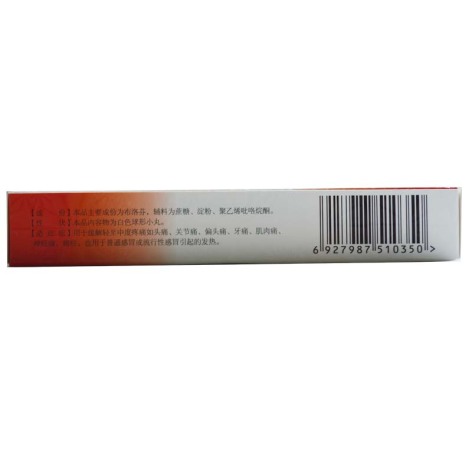 【成 份】本品主要成份为布洛芬。辅料为蔗糖、淀粉、聚乙烯吡咯烷酮。
【性 状】本品内容物为白色球形小丸。
【适应症】用于缓解轻至中度疼痛如头痛、关节痛、偏头痛、牙痛、肌肉痛、
神经痛、痛经。也用于普通感冒或流行性感冒引起的发热。
6 927987 510350 >